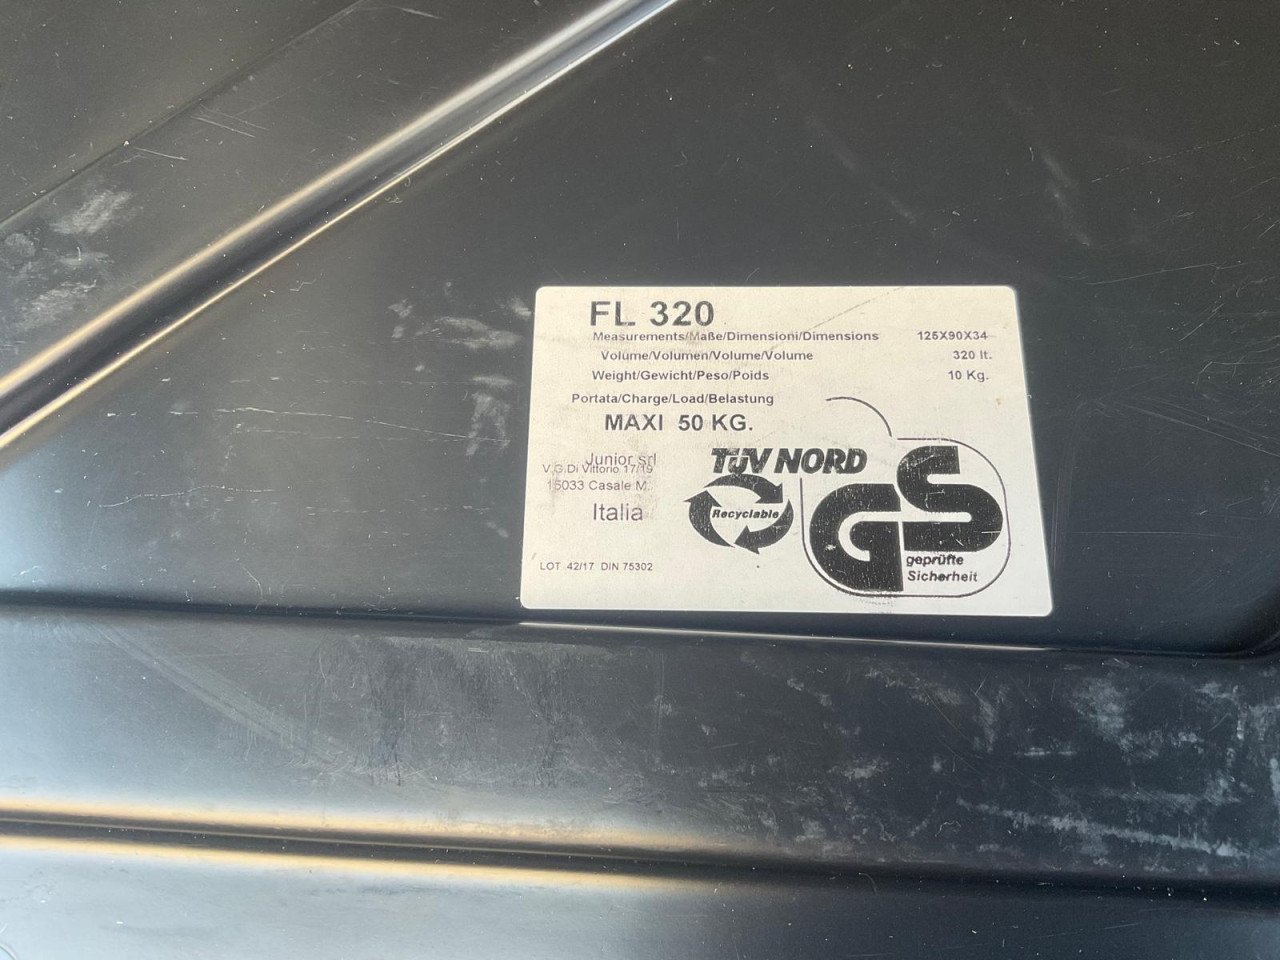 FL 320
Measurements/Maße/Dimensioni/Dimensions 125X90X34
Volume/Volumen/Volume/Volume 320 lt.
Weight/Gewicht/Peso/Poids 10 Kg.
Portata/Charge/Load/Belastung
MAXI 50 KG.
Junior srl
V.G.Di Vittorio 17/19
15033 Casale M..
Italia
LOT 42/17 DIN 75302
TÜV NORD
Recyclable
GS
geprüfte
Sicherheit